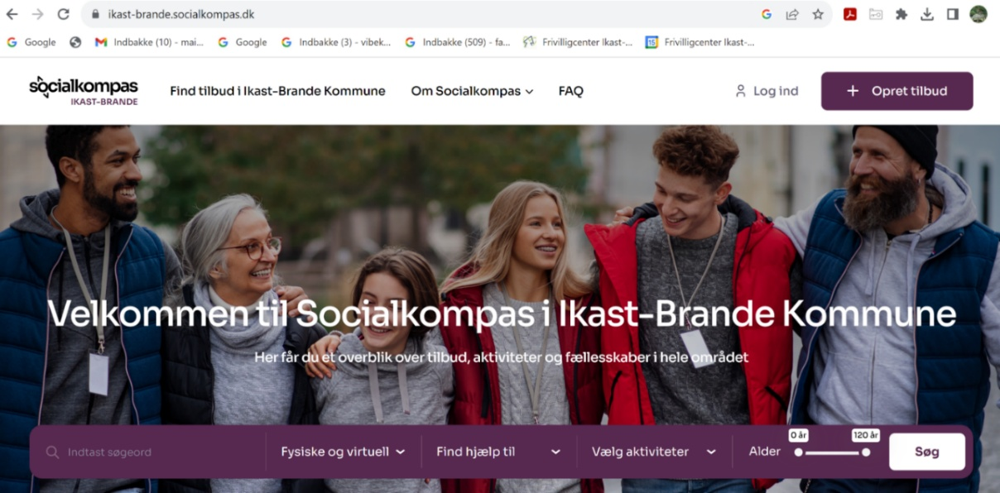 ikast-brande.socialkompas.dk
Google
Indbakke (10) - mai...
Google
Indbakke (3) - vibek...
Indbakke (509) - fa...
Frivilligcenter Ikast-...
15
Frivilligcenter Ikast-...
socialkompas
IKAST-BRANDE
Find tilbud i Ikast-Brande Kommune
Om Socialkompas
FAQ
Log ind
+ Opret tilbud
Velkommen til Socialkompas i Ikast-Brande Kommune
Her får du et overblik over tilbud, aktiviteter og fællesskaber i hele området
0 år
120 år
Indtast søgeord
Fysiske og virtuell
Find hjælp til
Vælg aktiviteter
Alder
Søg